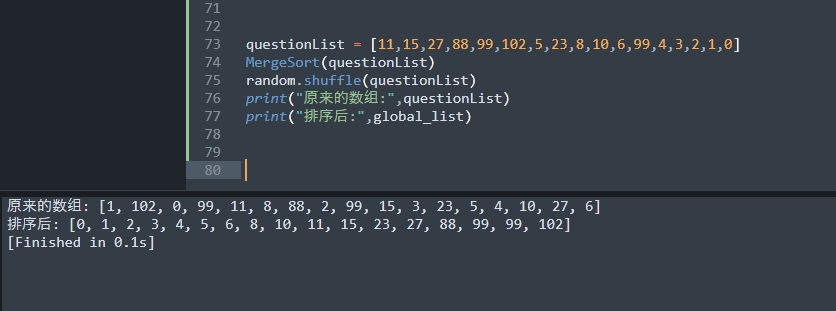 71
72
73 questionList = [11,15,27,88,99,102,5,23,8,10,6,99,4,3,2,1,0]
74 MergeSort(questionList)
75 random.shuffle(questionList)
76 print("原来的数组:",questionList)
77 print("排序后:",global_list)
78
79
80
原来的数组: [1, 102, 0, 99, 11, 8, 88, 2, 99, 15, 3, 23, 5, 4, 10, 27, 6]
排序后: [0, 1, 2, 3, 4, 5, 6, 8, 10, 11, 15, 23, 27, 88, 99, 99, 102]
[Finished in 0.1s]